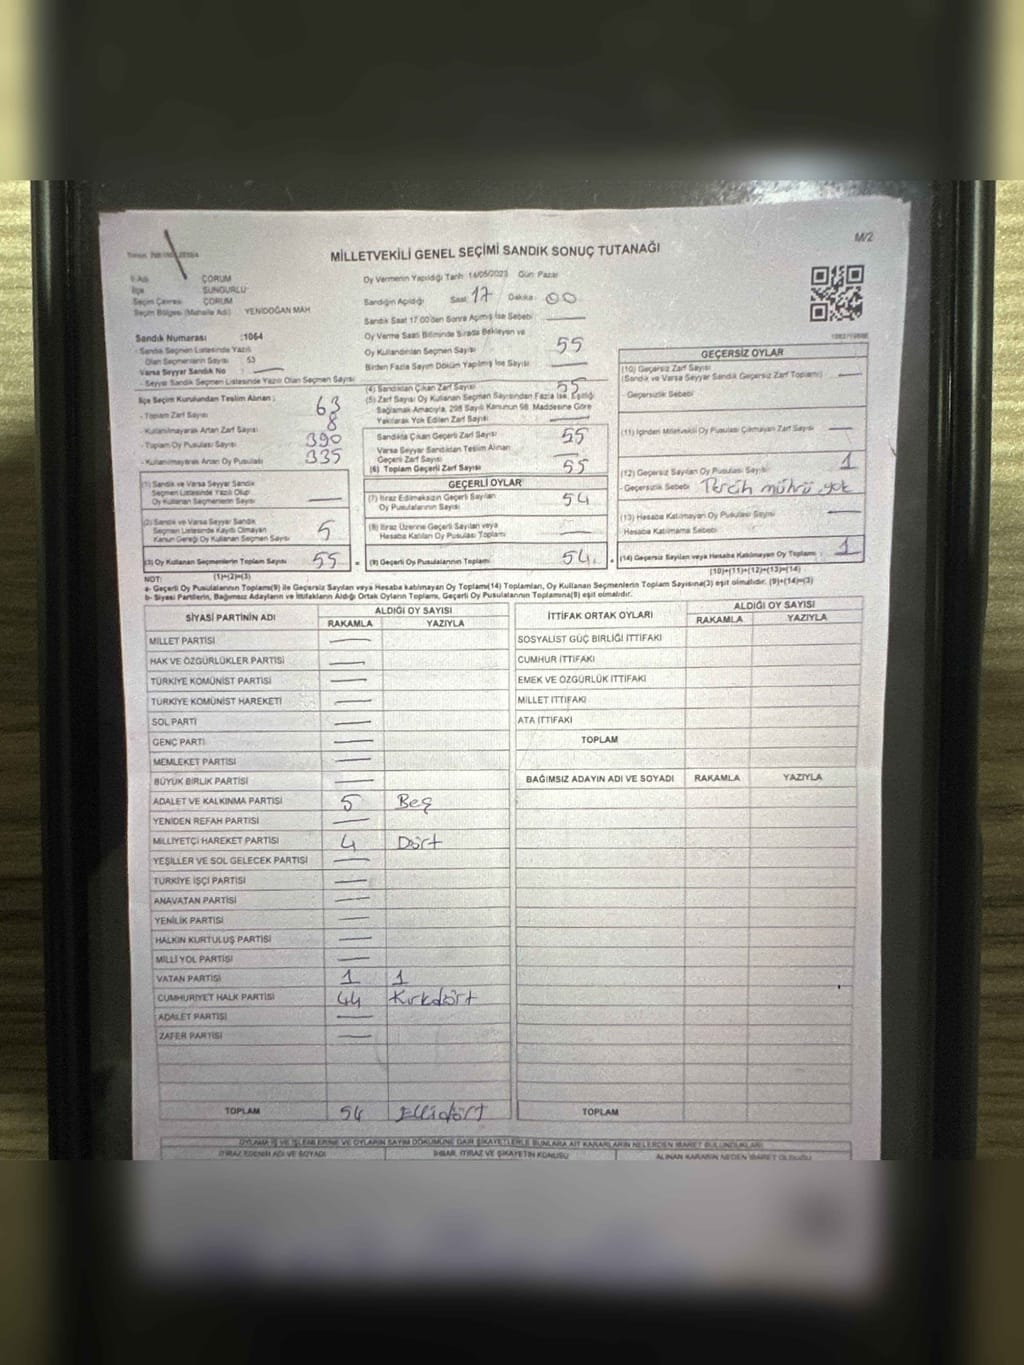 M/2
MİLLETVEKİLİ GENEL SEÇİMİ SANDIK SONUÇ TUTANAĞI
İl Adı : ÇORUM
İlçe : SUNGURLU
Seçim Çevresi : ÇORUM
Seçim Bölgesi (Mahalle Adı) : YENİDOĞAN MAH
Sandık Numarası :1064
- Sandık Seçmen Listesinde Yazılı
Olan Seçmenlerin Sayısı : 53
Varsa Seyyar Sandık No :
- Seyyar Sandık Seçmen Listesinde Yazılı Olan Seçmen Sayısı
İlçe Seçim Kurulundan Teslim Alınan ;
- Toplam Zarf Sayısı 63
- Kullanılmayarak Artan Zarf Sayısı 8
- Toplam Oy Pusulası Sayısı 390
- Kullanılmayarak Artan Oy Pusulası 335
(1) Sandık ve Varsa Seyyar Sandık
Seçmen Listesinde Yazılı Olup
Oy Kullanan Seçmenlerin Sayısı
(2) Sandık ve Varsa Seyyar Sandık
Seçmen Listesinde Kaydı Olmayan
Kanun Gereği Oy Kullanan Seçmen Sayısı 5
(3) Oy Kullanan Seçmenlerin Toplam Sayısı 55
(1)+(2)=(3)
Oy Vermenin Yapıldığı Tarih: 14/05/2023 Gün: Pazar
Sandığın Açıldığı Saat: 17 Dakika: 00
Sandık Saat 17:00'den Sonra Açılmış İse Sebebi :
Oy Verme Saati Bitiminde Sırada Bekleyen ve
Oy Kullandırılan Seçmen Sayısı 55
Birden Fazla Sayım Döküm Yapılmış İse Sayısı :
(4) Sandıktan Çıkan Zarf Sayısı 55
(5) Zarf Sayısı Oy Kullanan Seçmen Sayısından Fazla İse, Eşitliği
Sağlamak Amacıyla, 298 Sayılı Kanunun 98. Maddesine Göre
Yakılarak Yok Edilen Zarf Sayısı
Sandıkta Çıkan Geçerli Zarf Sayısı 55
Varsa Seyyar Sandıktan Teslim Alınan
Geçerli Zarf Sayısı
(6) Toplam Geçerli Zarf Sayısı 55
GEÇERLİ OYLAR
(7) İtiraz Edilmeksizin Geçerli Sayılan
Oy Pusulalarının Sayısı 54
(8) İtiraz Üzerine Geçerli Sayılan veya
Hesaba Katılan Oy Pusulası Toplamı
(9) Geçerli Oy Pusulalarının Toplamı 54
GEÇERSİZ OYLAR
(10) Geçersiz Zarf Sayısı
(Sandık ve Varsa Seyyar Sandık Geçersiz Zarf Toplamı)
- Geçersizlik Sebebi
(11) İçinden Milletvekili Oy Pusulası Çıkmayan Zarf Sayısı
(12) Geçersiz Sayılan Oy Pusulası Sayısı 1
- Geçersizlik Sebebi Tercih mührü yok
(13) Hesaba Katılmayan Oy Pusulası Sayısı
Hesaba Katılmama Sebebi
(14) Geçersiz Sayılan veya Hesaba Katılmayan Oy Toplamı : 1
(10)+(11)+(12)+(13)=(14)
NOT:
a- Geçerli Oy Pusulalarının Toplamı(9) ile Geçersiz Sayılan veya Hesaba katılmayan Oy Toplamı(14) Toplamları, Oy Kullanan Seçmenlerin Toplam Sayısına(3) eşit olmalıdır. (9)+(14)=(3)
b- Siyasi Partilerin, Bağımsız Adayların ve İttifakların Aldığı Ortak Oyların Toplamı, Geçerli Oy Pusulalarının Toplamına(9) eşit olmalıdır.
SİYASİ PARTİNİN ADI ALDIĞI OY SAYISI
RAKAMLA YAZIYLA
MİLLET PARTİSİ
HAK VE ÖZGÜRLÜKLER PARTİSİ
TÜRKİYE KOMÜNİST PARTİSİ
TÜRKİYE KOMÜNİST HAREKETİ
SOL PARTİ
GENÇ PARTİ
MEMLEKET PARTİSİ
BÜYÜK BİRLİK PARTİSİ
ADALET VE KALKINMA PARTİSİ 5 Beş
YENİDEN REFAH PARTİSİ
MİLLİYETÇİ HAREKET PARTİSİ 4 Dört
YEŞİLLER VE SOL GELECEK PARTİSİ
TÜRKİYE İŞÇİ PARTİSİ
ANAVATAN PARTİSİ
YENİLİK PARTİSİ
HALKIN KURTULUŞ PARTİSİ
MİLLİ YOL PARTİSİ
VATAN PARTİSİ 1 1
CUMHURİYET HALK PARTİSİ 44 Kırkdört
ADALET PARTİSİ
ZAFER PARTİSİ
TOPLAM 54 Ellidört
İTTİFAK ORTAK OYLARI ALDIĞI OY SAYISI
RAKAMLA YAZIYLA
SOSYALİST GÜÇ BİRLİĞİ İTTİFAKI
CUMHUR İTTİFAKI
EMEK VE ÖZGÜRLÜK İTTİFAKI
MİLLET İTTİFAKI
ATA İTTİFAKI
TOPLAM
BAĞIMSIZ ADAYIN ADI VE SOYADI RAKAMLA YAZIYLA
TOPLAM
OYLAMA İŞ VE İŞLEMLERİNE VE OYLARIN SAYIM DÖKÜMÜNE DAİR ŞİKAYETLERLE BUNLARA AİT KARARLARIN NELERDEN İBARET BULUNDUKLARI
İTİRAZ EDENİN ADI VE SOYADI İHBAR, İTİRAZ VE ŞİKAYETİN KONUSU ALINAN KARARIN NEDEN İBARET OLDUĞU